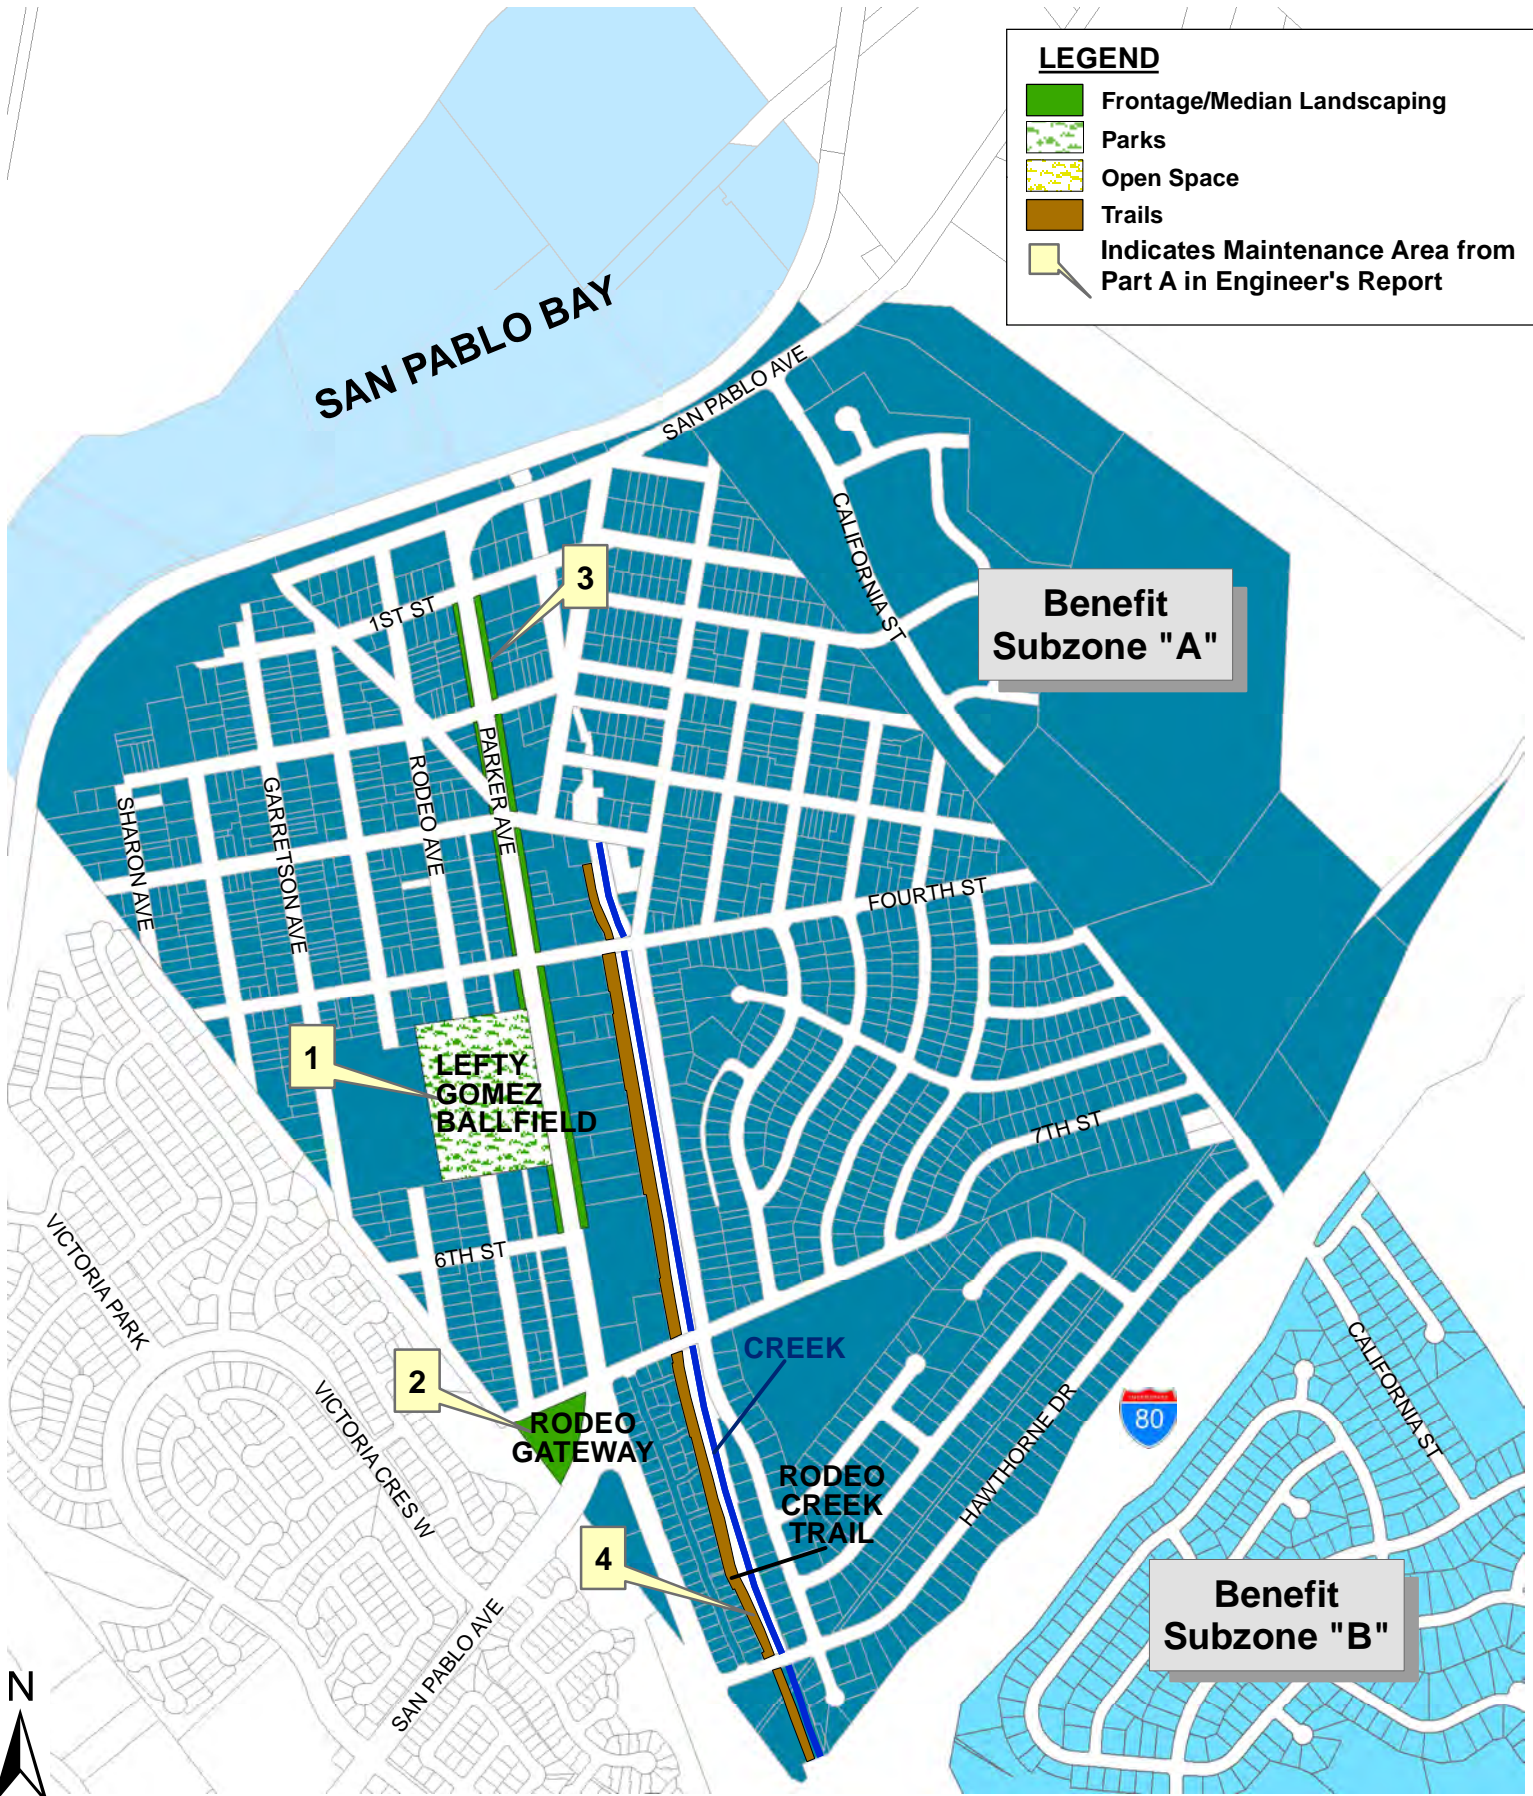 LEGEND
Frontage/Median Landscaping
Parks
Open Space
Trails
Indicates Maintenance Area from
Part A in Engineer's Report
SAN PABLO BAY
SAN PABLO AVE
CALIFORNIA ST
3
Benefit
Subzone "A"
1ST ST
PARKER AVE
RODEO AVE
GARRETSON AVE
SHARON AVE
FOURTH ST
1
LEFTY
GOMEZ
BALLFIELD
7TH ST
6TH ST
VICTORIA PARK
CREEK
2
RODEO
GATEWAY
VICTORIA CRES W
HAWTHORNE DR
80
CALIFORNIA ST
RODEO
CREEK
TRAIL
4
Benefit
Subzone "B"
SAN PABLO AVE
N